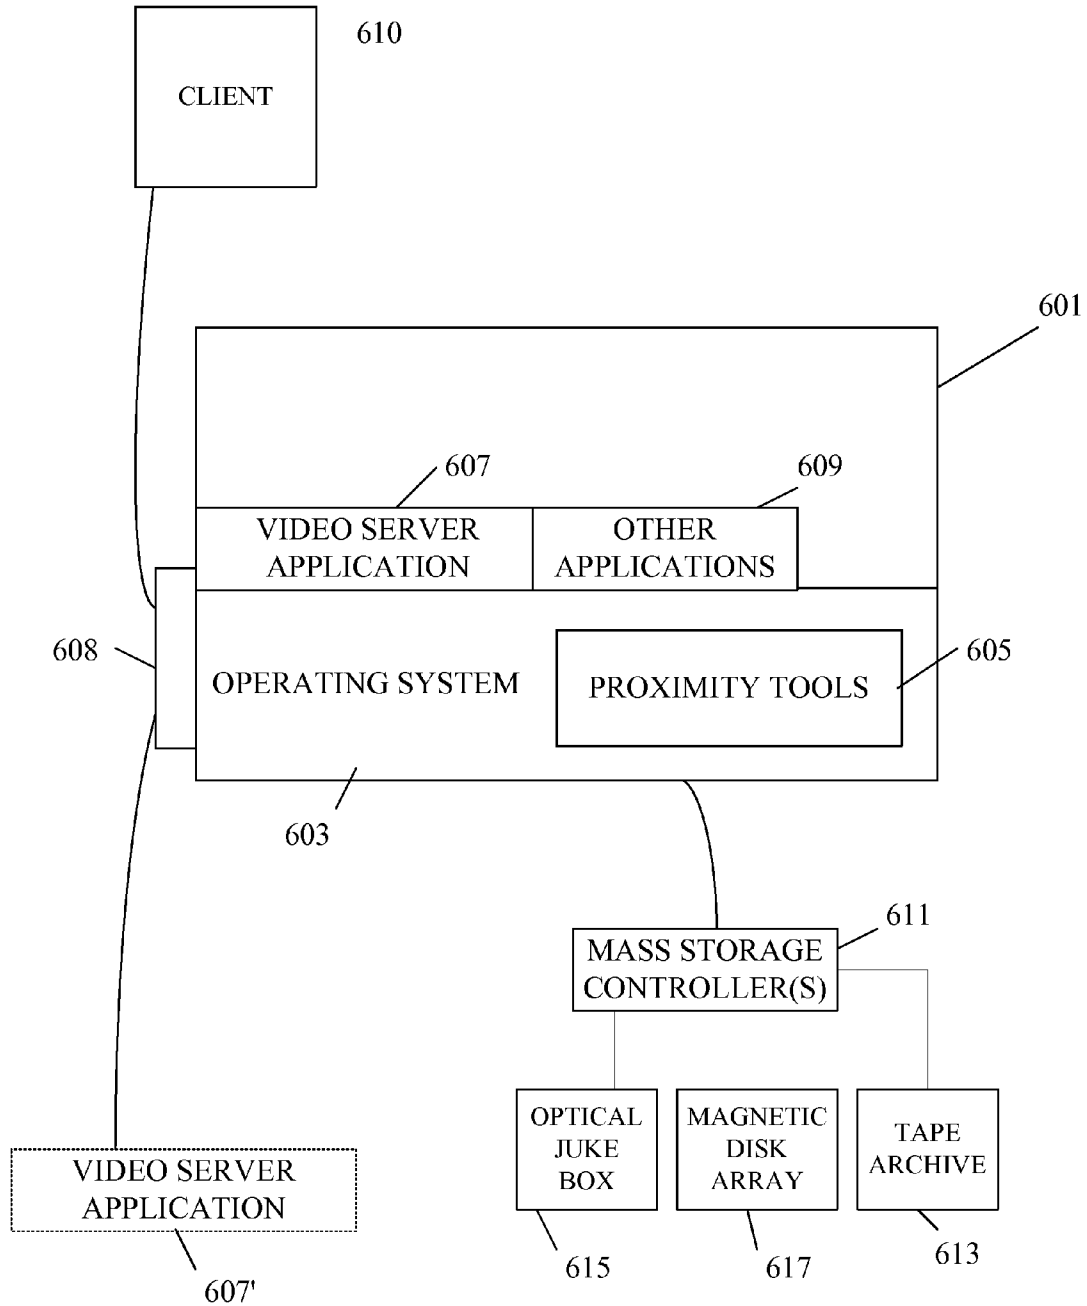 610
CLIENT
601
607
609
VIDEO SERVER
APPLICATION
OTHER
APPLICATIONS
608
OPERATING SYSTEM
PROXIMITY TOOLS
605
603
611
MASS STORAGE
CONTROLLER(S)
OPTICAL
JUKE
BOX
MAGNETIC
DISK
ARRAY
TAPE
ARCHIVE
VIDEO SERVER
APPLICATION
615
617
613
607'